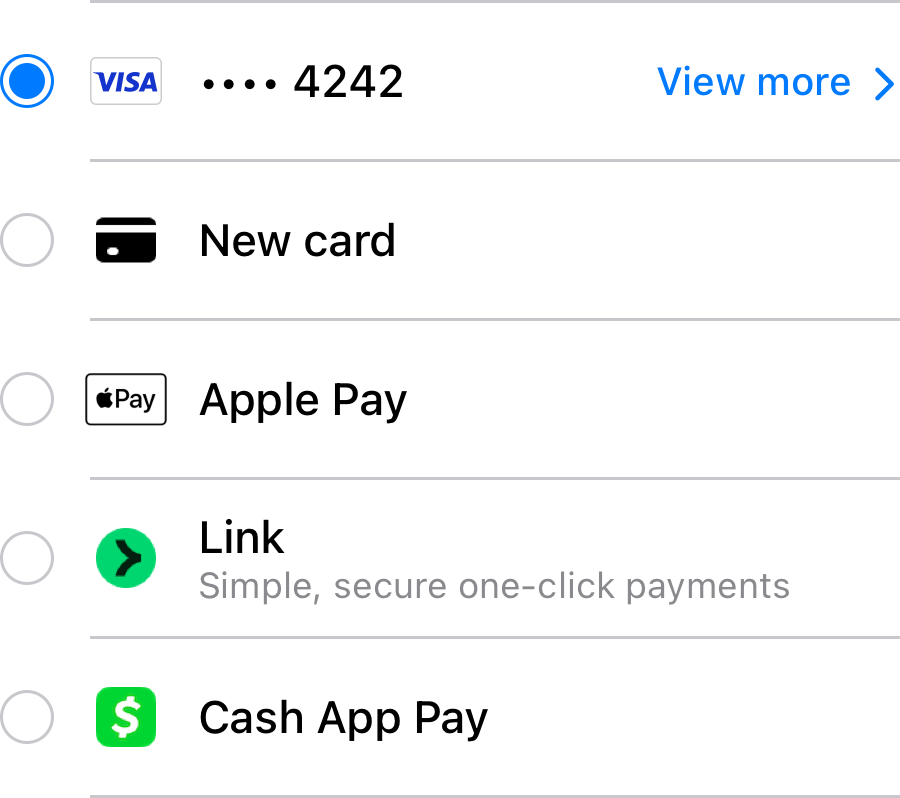 VISA •••• 4242 View more
New card
Pay Apple Pay
Link
Simple, secure one-click payments
$ Cash App Pay